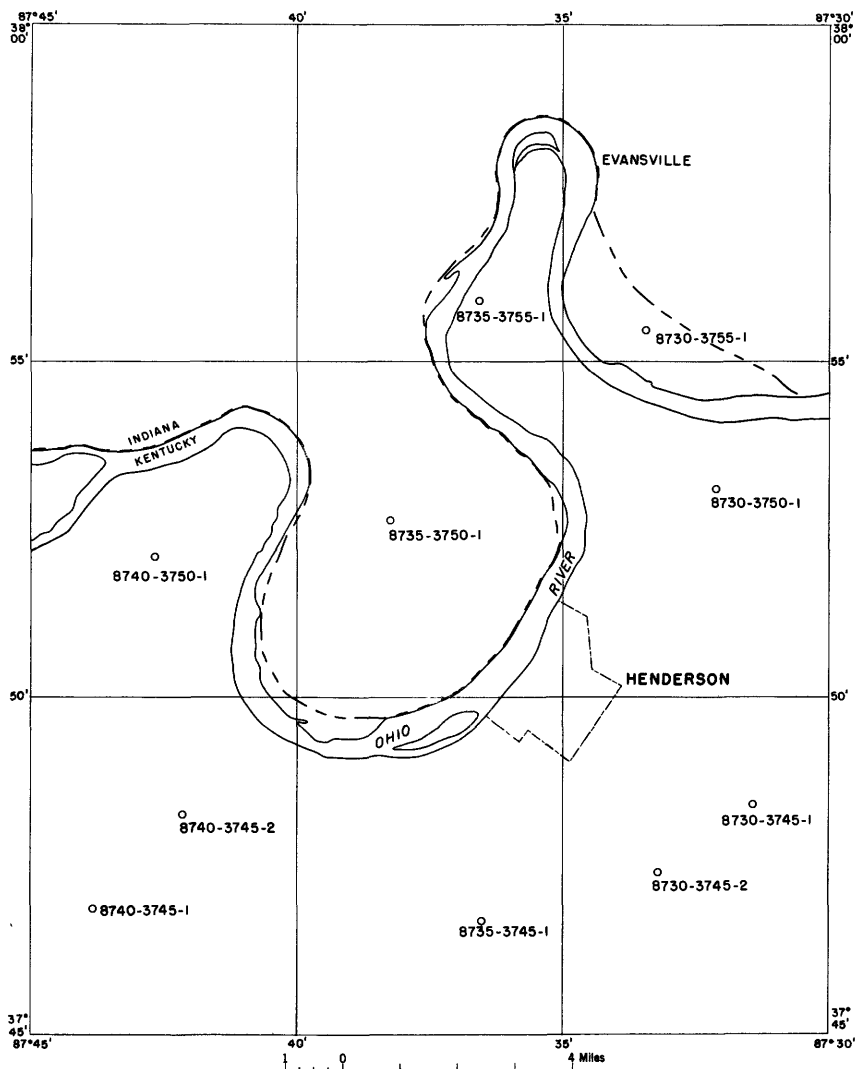 87°45' 40' 35' 87°30'
38° 00' 38° 00'
EVANSVILLE
8735-3755-1
8730-3755-1
55' 55'
INDIANA
KENTUCKY
8730-3750-1
8735-3750-1
8740-3750-1
RIVER
HENDERSON
50' 50'
OHIO
8730-3745-1
8740-3745-2
8730-3745-2
8740-3745-1
8735-3745-1
37° 45' 37° 45'
87°45' 40' 35' 87°30'
1 0 4 Miles